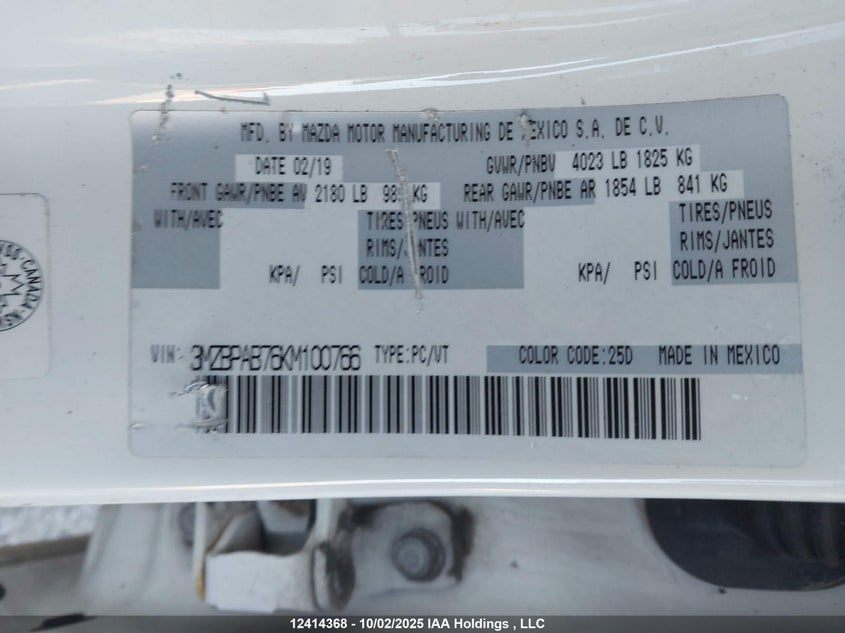 MFD. BY MAZDA MOTOR MANUFACTURING DE MEXICO S.A. DE C.V.
DATE 02/19 GVWR/PNBV 4023 LB 1825 KG
FRONT GAWR/PNBE AV 2180 LB KG REAR GAWR/PNBE AR 1854 LB 841 KG
WITH/AVEC TIRES/PNEUS WITH/AVEC TIRES/PNEUS
RIMS/JANTES RIMS/JANTES
KPA/ PSI COLD/A FROID KPA/ PSI COLD/A FROID
VIN: 3MZBPAB76KM100766 TYPE:PC/VT COLOR CODE:25D MADE IN MEXICO
CANADA
12414368 - 10/02/2025 IAA Holdings , LLC